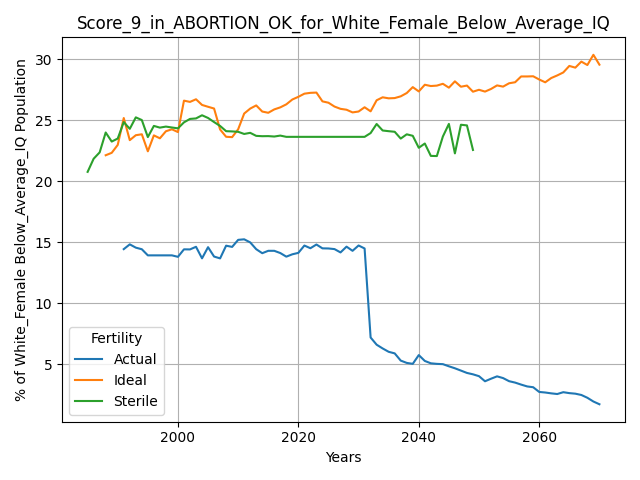 Score_9_in_ABORTION_OK_for_White_Female_Below_Average_IQ
% of White_Female Below_Average_IQ Population
30
25
20
15
10
5
Fertility
Actual
Ideal
Sterile
2000
2020
2040
2060
Years